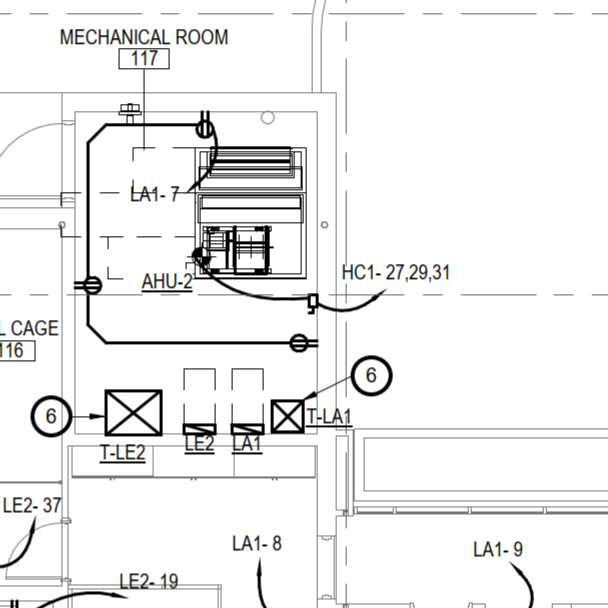 MECHANICAL ROOM
117
LA1- 7
AHU-2
HC1- 27,29,31
L CAGE
116
6
6
T-LA1
T-LE2
LE2
LA1
LE2- 37
LA1- 8
LA1- 9
LE2- 19